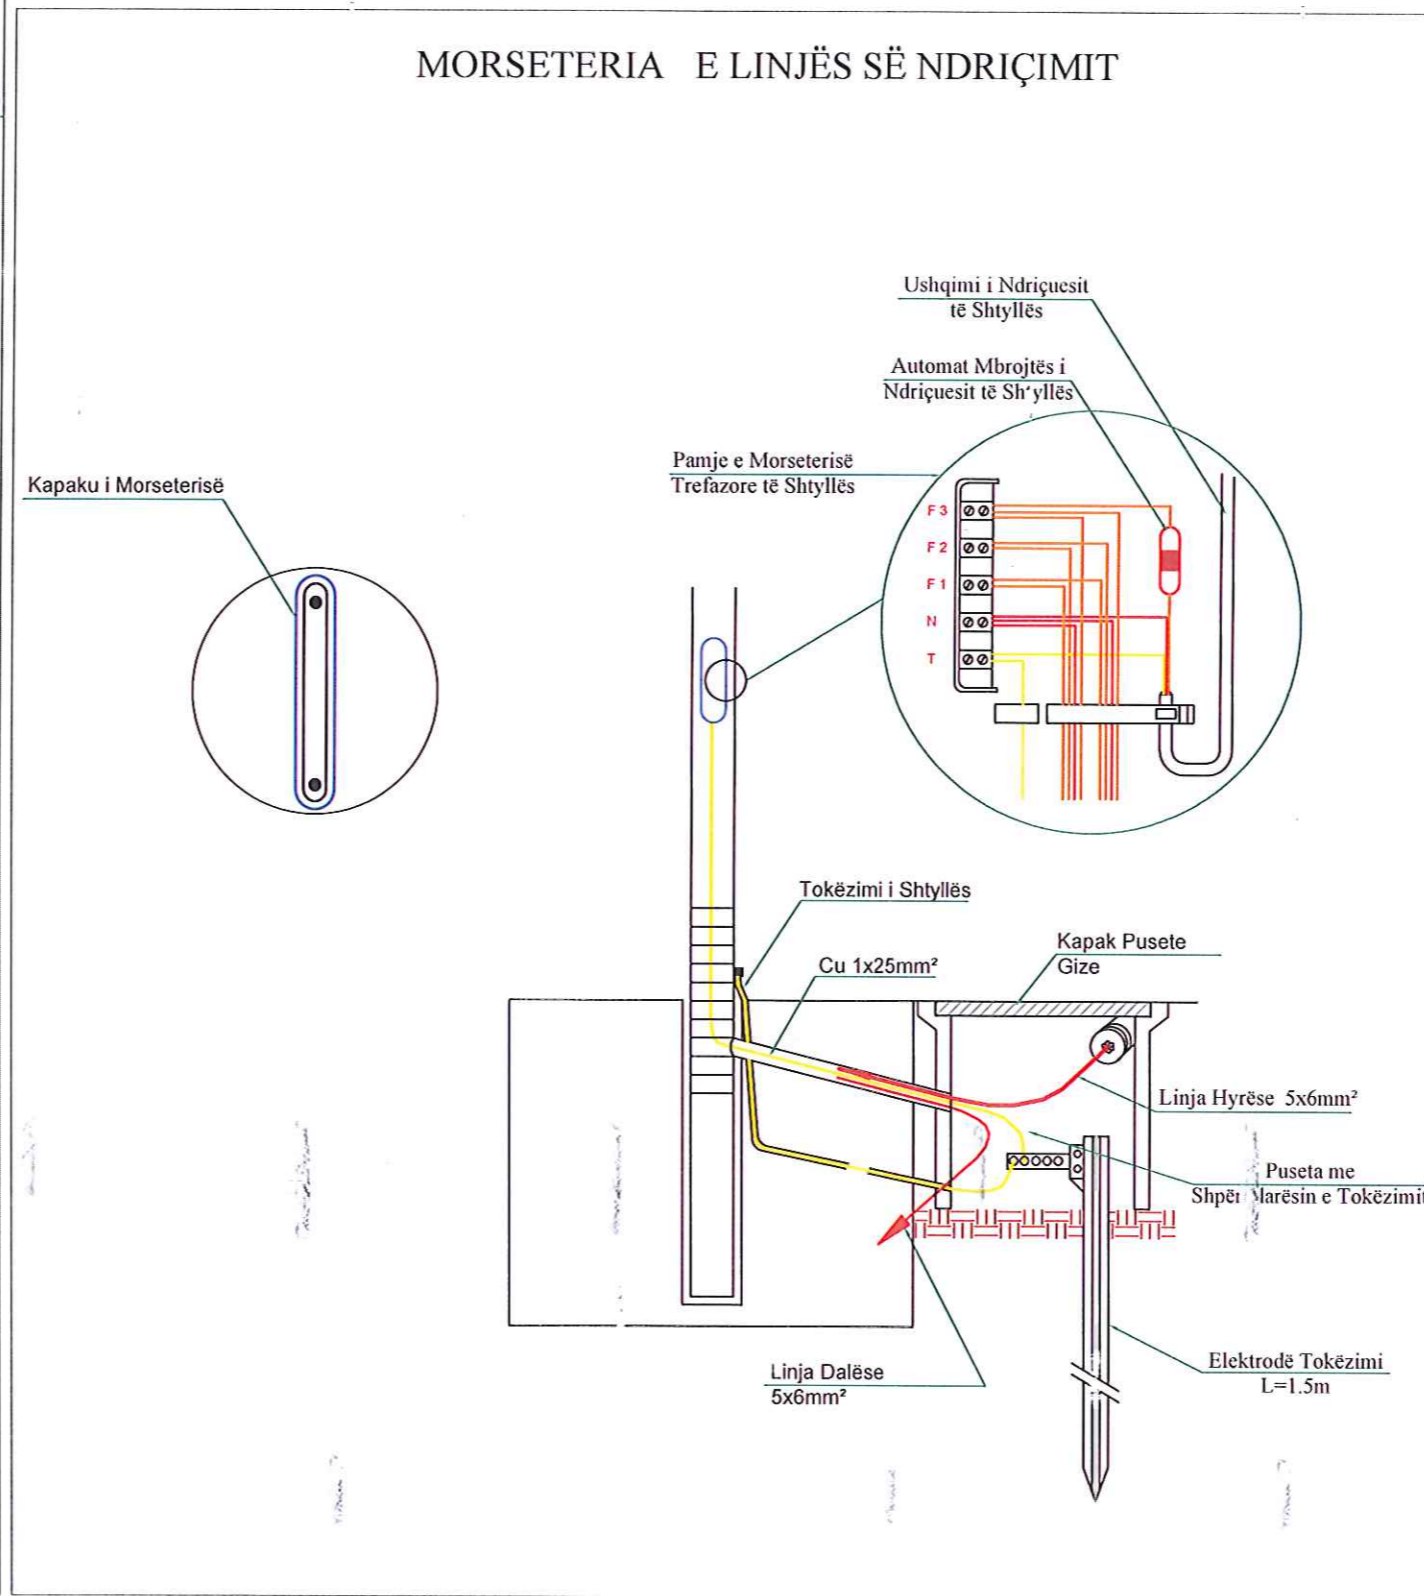 MORSETERIA E LINJËS SË NDRIÇIMIT
Ushqimi i Ndriçuesit
të Shtyllës
Automat Mbrojtës i
Ndriçuesit të Shtyllës
Pamje e Morseterisë
Trefazore të Shtyllës
Kapaku i Morseterisë
F 3
F 2
F 1
N
T
Tokëzimi i Shtyllës
Cu 1x25mm²
Kapak Pusete
Gize
Linja Hyrëse 5x6mm²
Puseta me
e Tokëzimit
Linja Dalëse
5x6mm²
Elektrodë Tokëzimi
L=1.5m